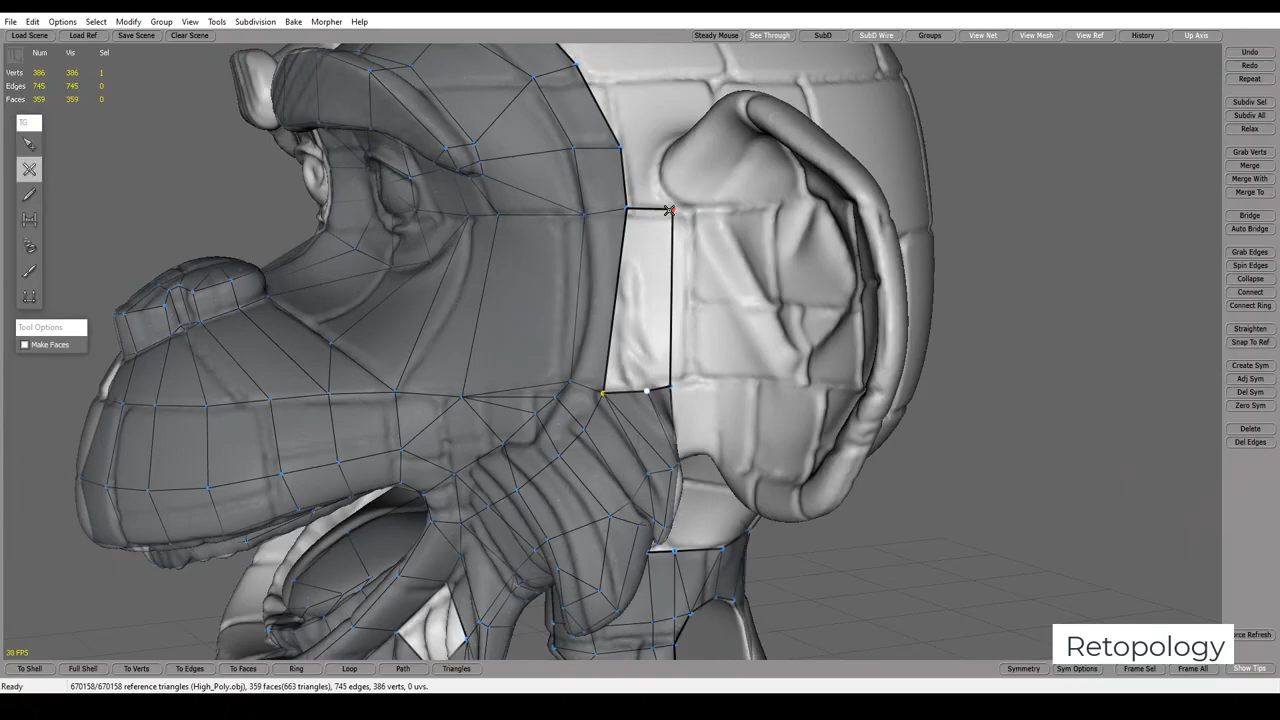 File Edit Options Select Modify Group View Tools Subdivision Bake Morpher Help
Load Scene Load Ref Save Scene Clear Scene Steady Mouse See Through SubD SubD Wire Groups View Net View Mesh View Ref History Up Axis
Num Vis Sel
Verts 386 386 1
Edges 745 745 0
Faces 359 359 0
TG
Tool Options
Make Faces
Undo
Redo
Repeat
Subdiv Sel
Subdiv All
Relax
Grab Verts
Merge
Merge With
Merge To
Bridge
Auto Bridge
Grab Edges
Spin Edges
Collapse
Connect
Connect Ring
Straighten
Snap To Ref
Create Sym
Adj Sym
Del Sym
Zero Sym
Delete
Del Edges
Retopology
30 FPS
To Shell Full Shell To Verts To Edges To Faces Ring Loop Path Triangles Symmetry Sym Options Frame Sel Frame All Show Tips
Ready 670158/670158 reference triangles (High_Poly.obj), 359 faces(663 triangles), 745 edges, 386 verts, 0 uvs.